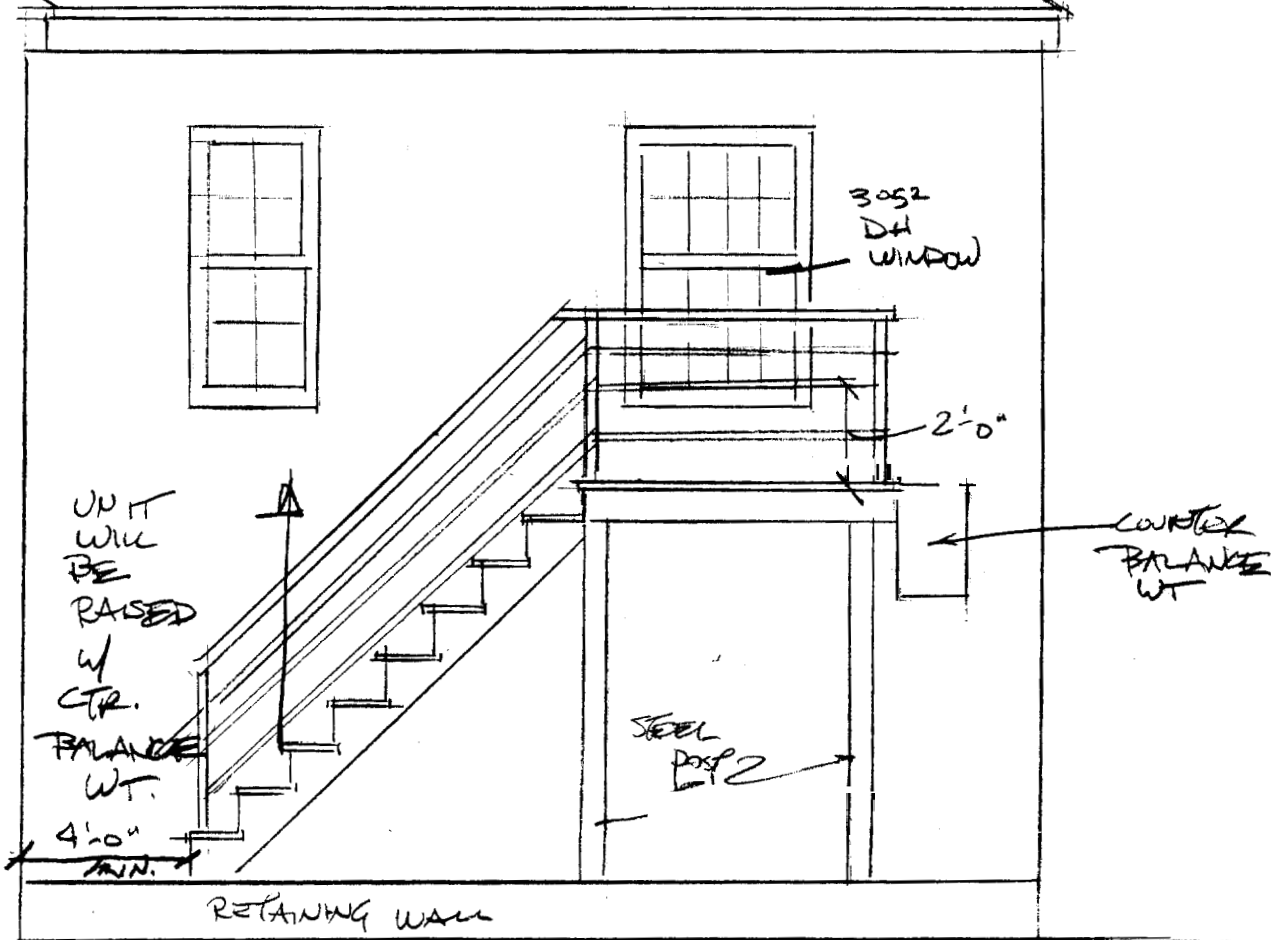 3052
DH
WINDOW
2'-0"
UNIT
WILL
BE
RAISED
W/
CTR.
BALANCE
WT.
4'-0"
MIN.
COUNTER
BALANCE
WT
STEEL
POST
RETAINING WALL